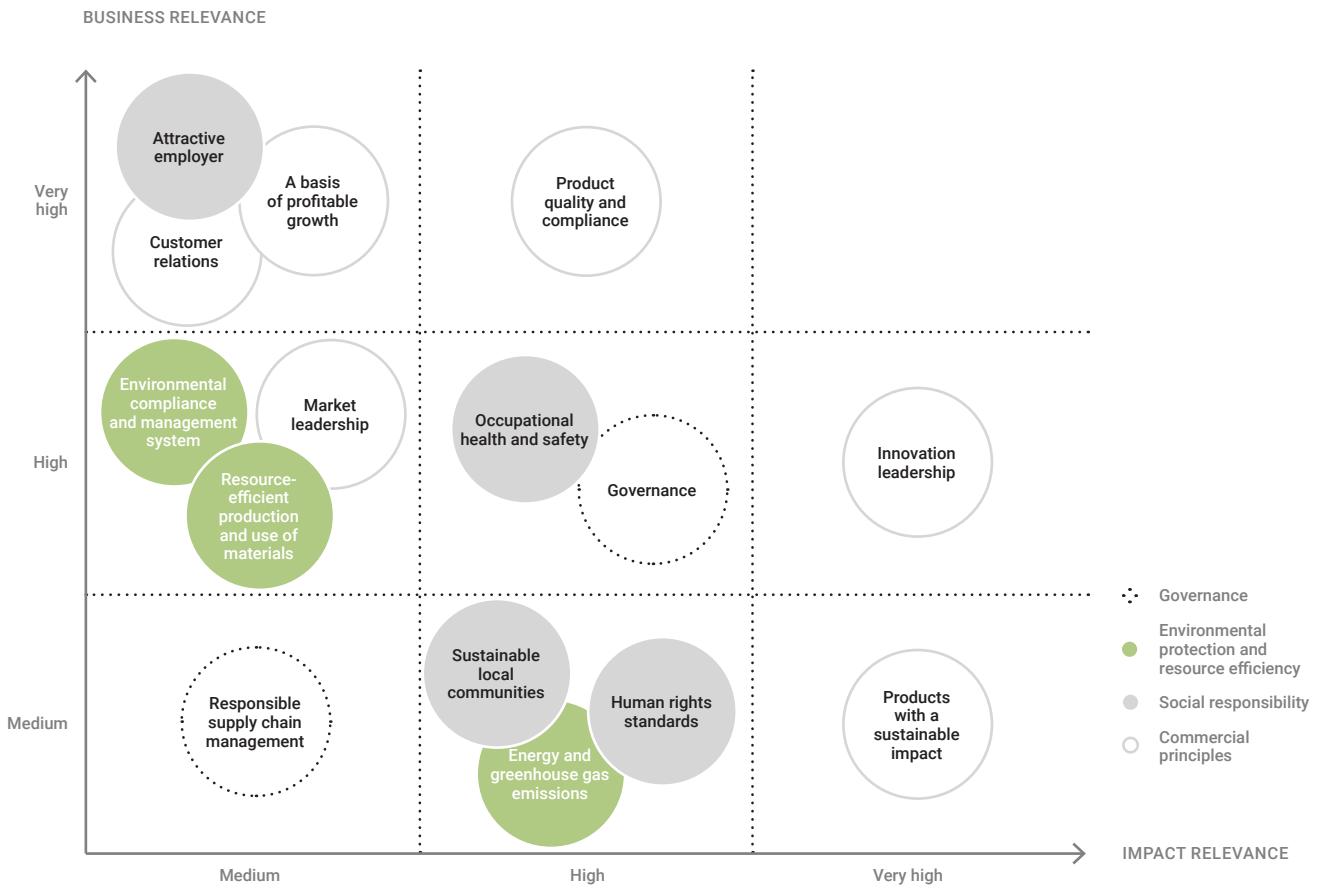 BUSINESS RELEVANCE
Very
high
Attractive
employer
A basis
of profitable
growth
Customer
relations
Product
quality and
compliance
High
Environmental
compliance
and management
system
Market
leadership
Resource-
efficient
production
and use of
materials
Occupational
health and safety
Governance
Innovation
leadership
Medium
Responsible
supply chain
management
Sustainable
local
communities
Human rights
standards
Energy and
greenhouse gas
emissions
Products
with a
sustainable
impact
Governance
Environmental
protection and
resource efficiency
Social responsibility
Commercial
principles
IMPACT RELEVANCE
Medium
High
Very high